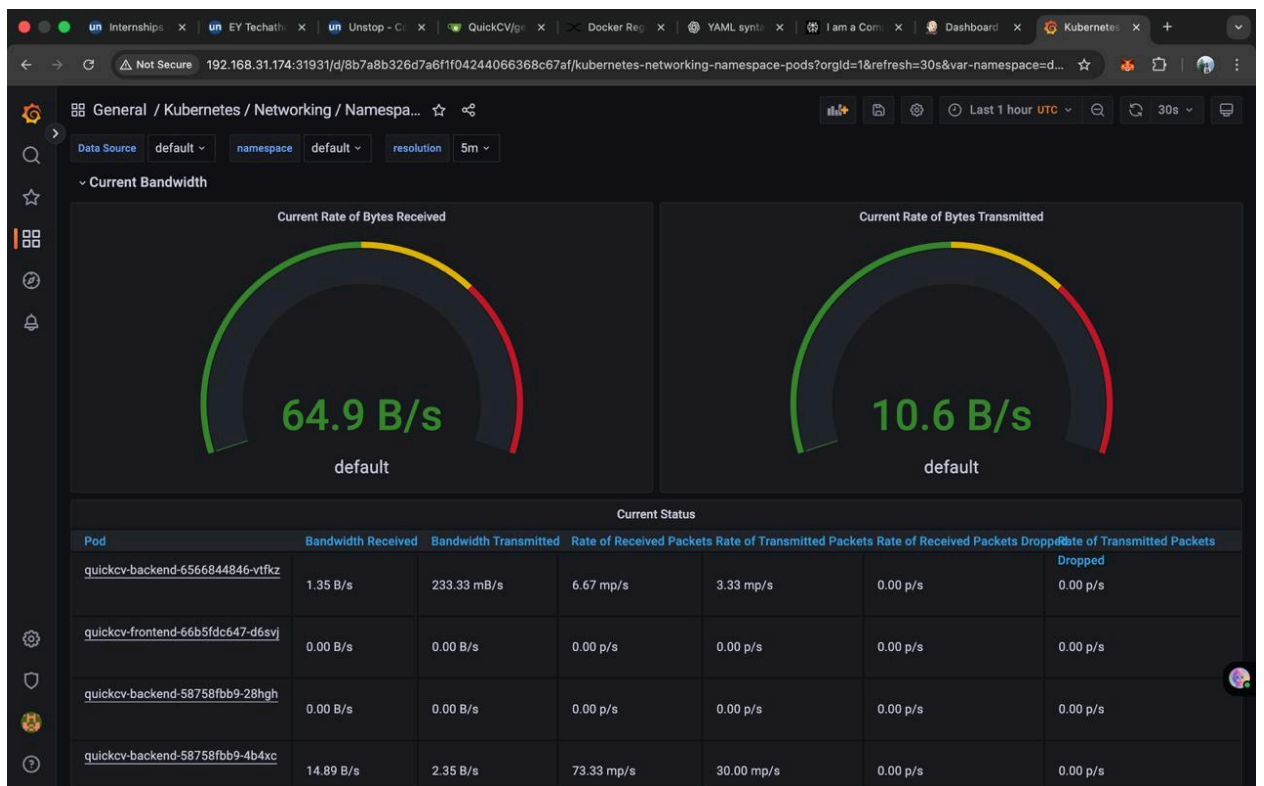 un Internships
un EY Techath
un Unstop - Co
QuickCV/ge
Docker Reg
YAML synta
I am a Com
Dashboard
Kubernetes
Not Secure 192.168.31.174:31931/d/8b7a8b326d7a6f1f04244066368c67af/kubernetes-networking-namespace-pods?orgId=1&refresh=30s&var-namespace=d...
General / Kubernetes / Networking / Namespa...
Last 1 hour UTC
30s
Data Source default namespace default resolution 5m
Current Bandwidth
Current Rate of Bytes Received
64.9 B/s
default
Current Rate of Bytes Transmitted
10.6 B/s
default
Current Status
Pod Bandwidth Received Bandwidth Transmitted Rate of Received Packets Rate of Transmitted Packets Rate of Received Packets Dropped Rate of Transmitted Packets Dropped
quickcv-backend-6566844846-vtfkz 1.35 B/s 233.33 mB/s 6.67 mp/s 3.33 mp/s 0.00 p/s 0.00 p/s
quickcv-frontend-66b5fdc647-d6svj 0.00 B/s 0.00 B/s 0.00 p/s 0.00 p/s 0.00 p/s 0.00 p/s
quickcv-backend-58758fbb9-28hgh 0.00 B/s 0.00 B/s 0.00 p/s 0.00 p/s 0.00 p/s 0.00 p/s
quickcv-backend-58758fbb9-4b4xc 14.89 B/s 2.35 B/s 73.33 mp/s 30.00 mp/s 0.00 p/s 0.00 p/s